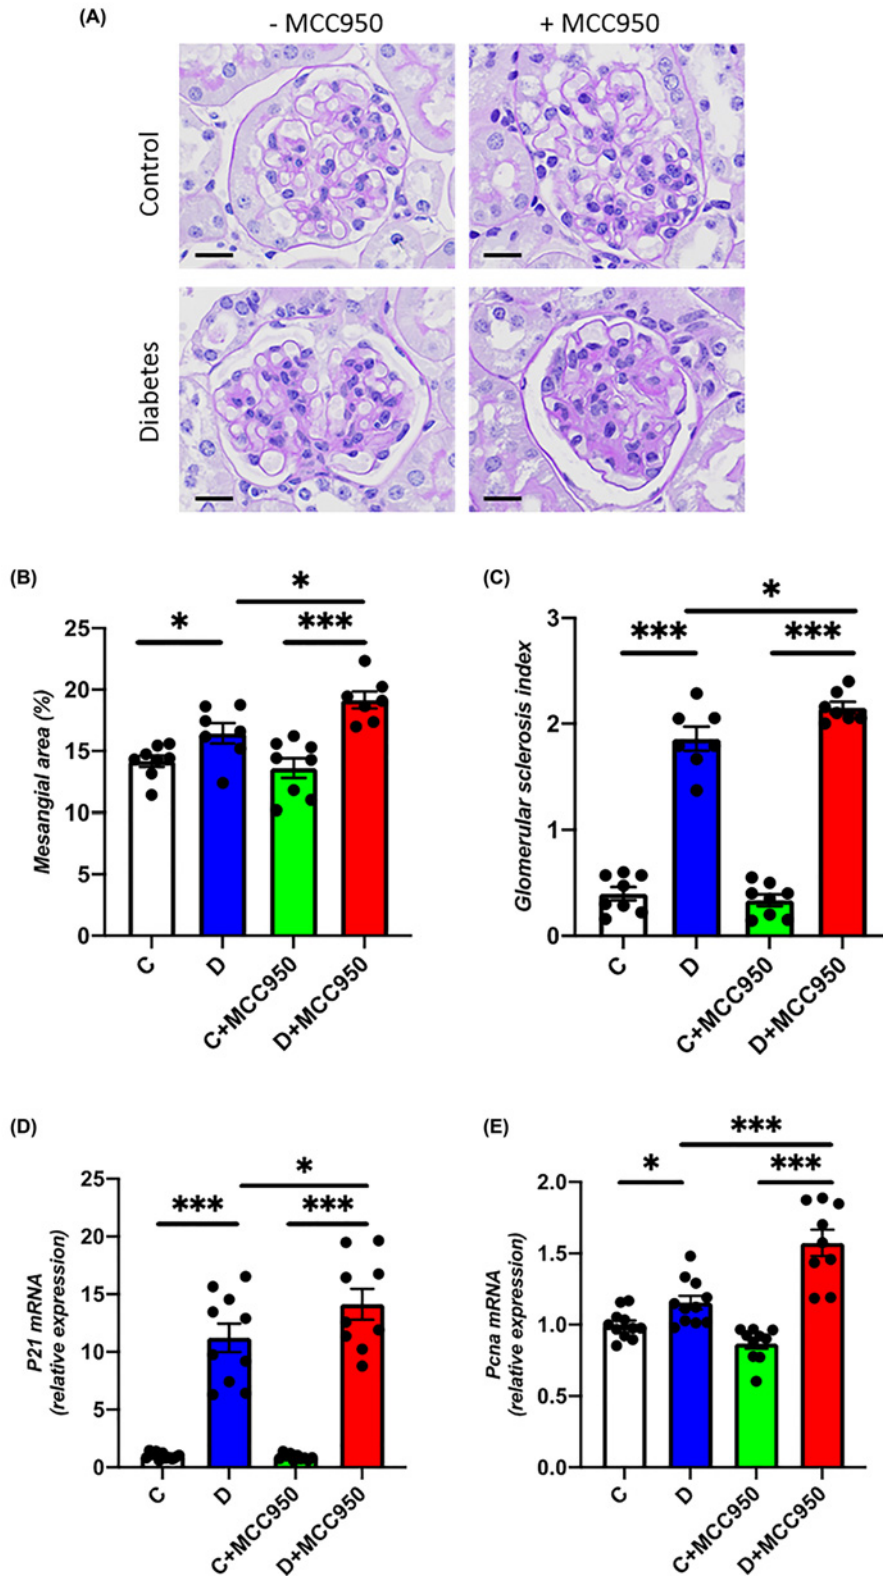 (A)
- MCC950
+ MCC950
Control
Diabetes
(B)
*
*
***
25
20
15
10
5
0
Mesangial area (%)
C
D
C+MCC950
D+MCC950
(C)
*
***
***
3
2
1
0
Glomerular sclerosis index
C
D
C+MCC950
D+MCC950
(D)
*
***
***
25
20
15
10
5
0
P21 mRNA
(relative expression)
C
D
C+MCC950
D+MCC950
(E)
***
*
***
2.0
1.5
1.0
0.5
0.0
Pcna mRNA
(relative expression)
C
D
C+MCC950
D+MCC950